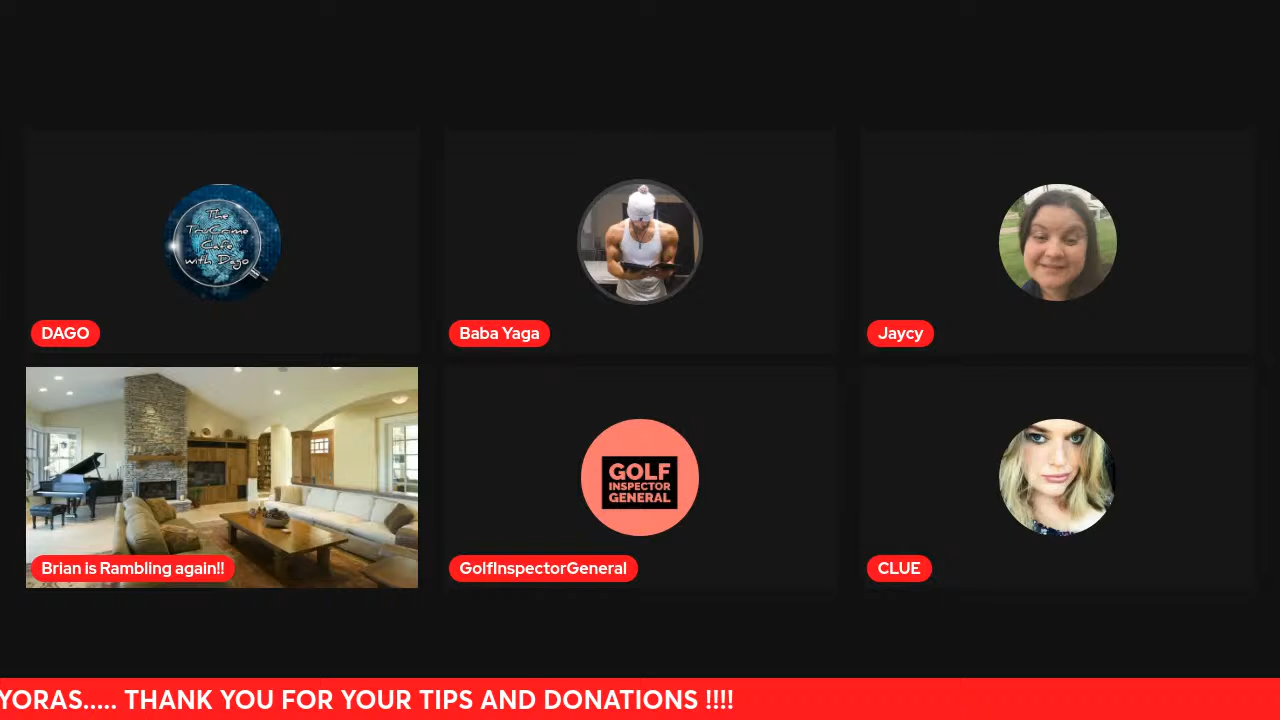 The
TruCrime
Cafe
with Dago
DAGO
Baba Yaga
Jaycy
Brian is Rambling again!!
GOLF
INSPECTOR
GENERAL
GolfInspectorGeneral
CLUE
YORAS..... THANK YOU FOR YOUR TIPS AND DONATIONS !!!!